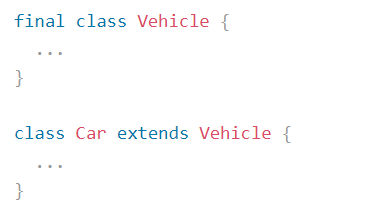 final class Vehicle {
  ...
}

class Car extends Vehicle {
  ...
}